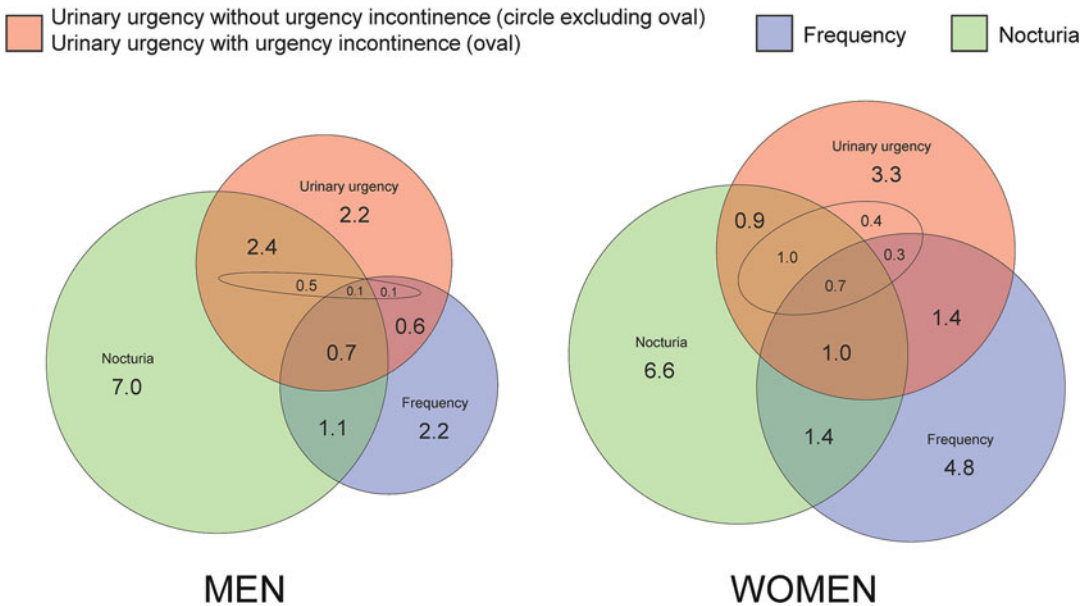 Urinary urgency without urgency incontinence (circle excluding oval)
Urinary urgency with urgency incontinence (oval)
Frequency
Nocturia
Urinary urgency
2.2
2.4
0.5
0.1
0.1
0.6
0.7
Nocturia
7.0
Frequency
2.2
1.1
MEN
Urinary urgency
3.3
0.9
0.4
1.0
0.3
0.7
1.4
Nocturia
6.6
1.0
1.4
Frequency
4.8
WOMEN